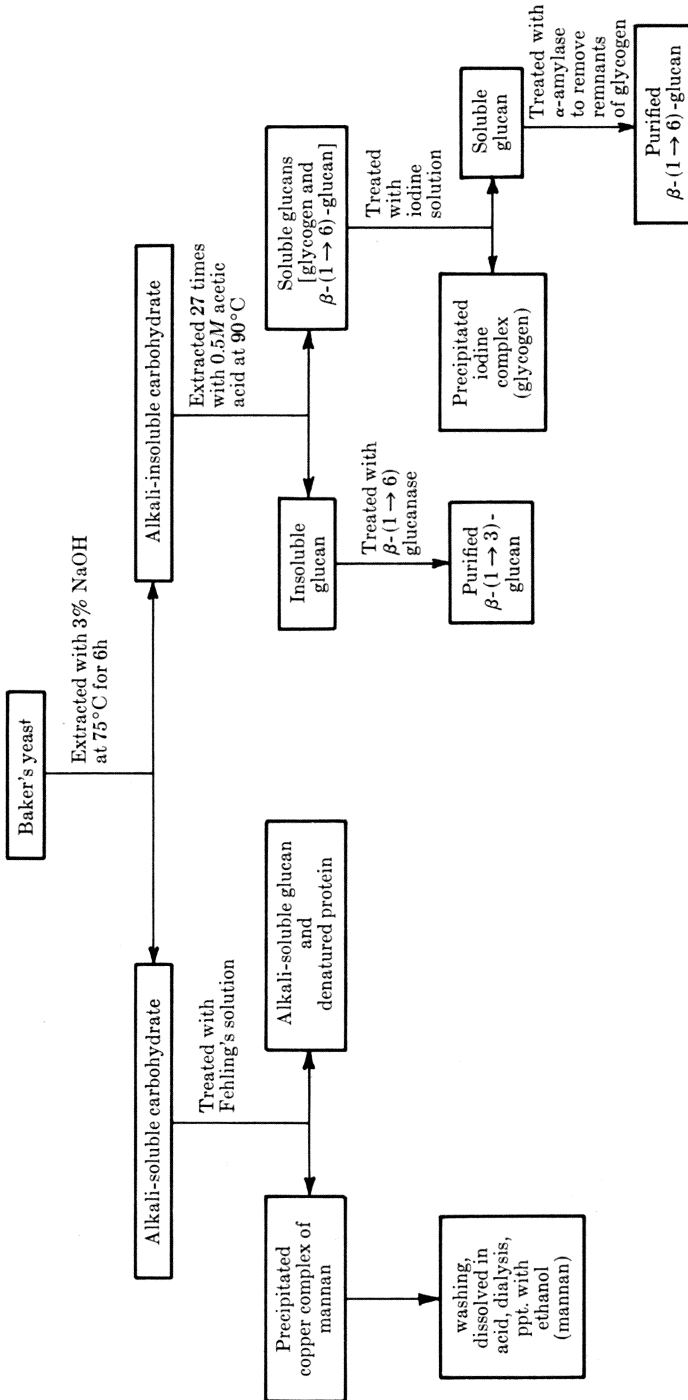 Baker's yeast
Extracted with 3% NaOH
at 75°C for 6h
Alkali-soluble carbohydrate
Alkali-insoluble carbohydrate
Treated with
Fehling's solution
Extracted 27 times
with 0.5M acetic
acid at 90°C
Precipitated
copper complex of
mannan
Alkali-soluble glucan
and
denatured protein
Insoluble
glucan
Soluble glucans
[glycogen and
β-(1 → 6)-glucan]
washing,
dissolved in
acid, dialysis,
ppt. with
ethanol
(mannan)
Treated with
β-(1 → 6)
glucanase
Treated
with
iodine
solution
Purified
β-(1 → 3)-
glucan
Precipitated
iodine
complex
(glycogen)
Soluble
glucan
Treated with
α-amylase
to remove
remnants
of glycogen
Purified
β-(1 → 6)-glucan